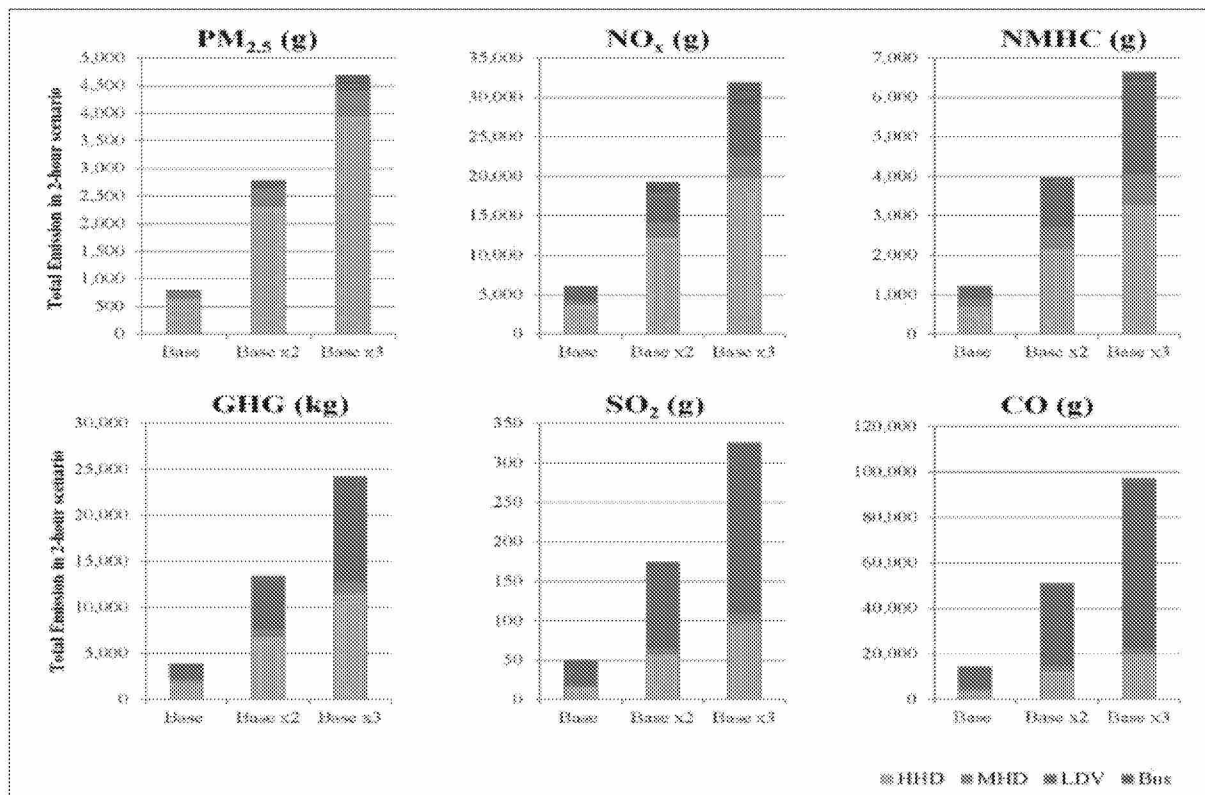 PM2.5 (g)
5,000
4,500
4,000
3,500
3,000
2,500
2,000
1,500
1,000
500
0
Total Emission in 2-hour scenario
Base
Base x2
Base x3
NOx (g)
35,000
30,000
25,000
20,000
15,000
10,000
5,000
0
Base
Base x2
Base x3
NMHC (g)
7,000
6,000
5,000
4,000
3,000
2,000
1,000
0
Base
Base x2
Base x3
GHG (kg)
30,000
25,000
20,000
15,000
10,000
5,000
0
Total Emission in 2-hour scenario
Base
Base x2
Base x3
SO2 (g)
350
300
250
200
150
100
50
0
Base
Base x2
Base x3
CO (g)
120,000
100,000
80,000
60,000
40,000
20,000
0
Base
Base x2
Base x3
HHD MHD LDV Bus